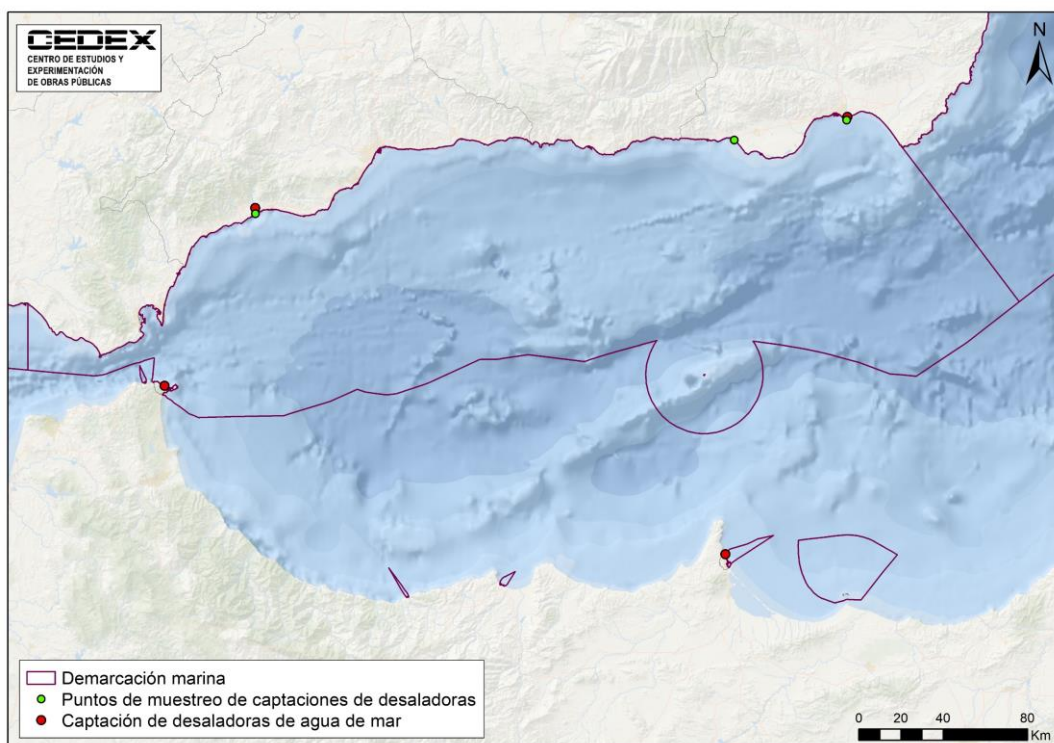 CEDEX
CENTRO DE ESTUDIOS Y
EXPERIMENTACIÓN
DE OBRAS PÚBLICAS
N
Demarcación marina
Puntos de muestreo de captaciones de desaladoras
Captación de desaladoras de agua de mar
0 20 40 80
Km